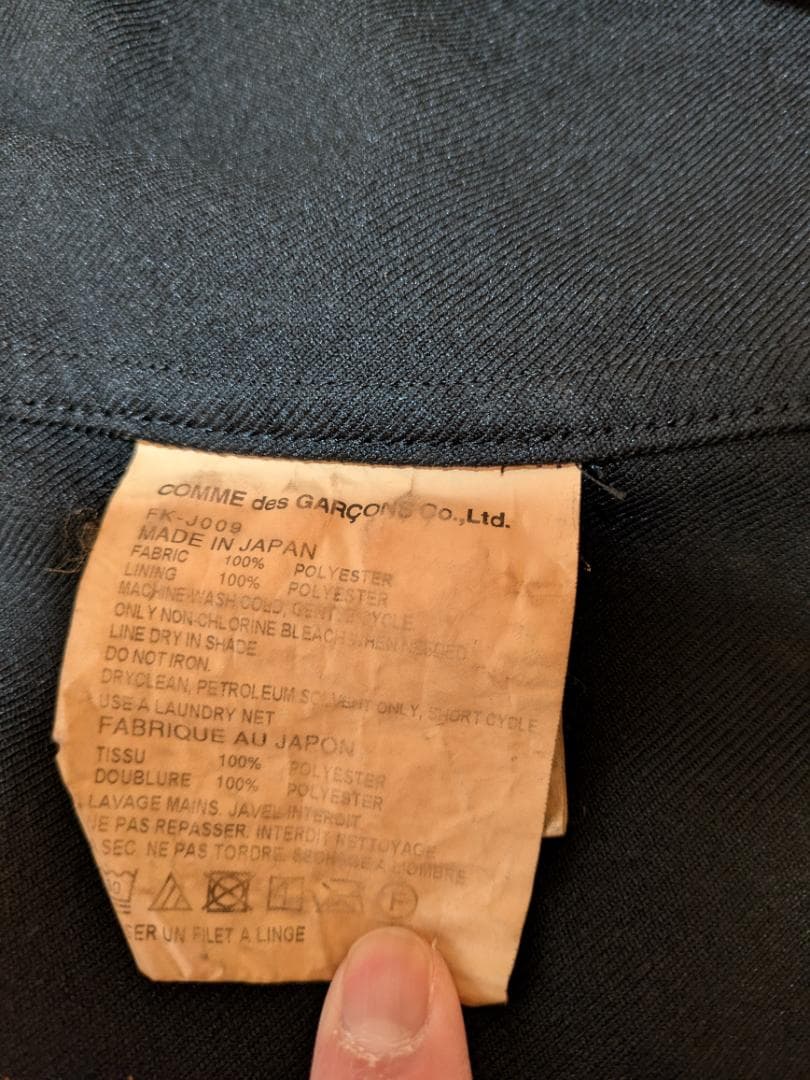 COMME des GARÇONS Co.,Ltd.
FK-J009
MADE IN JAPAN
FABRIC 100% POLYESTER
LINING 100% POLYESTER
MACHINE WASH COLD, GENTLE CYCLE
ONLY NON-CHLORINE BLEACH WHEN NEEDED
LINE DRY IN SHADE
DO NOT IRON.
DRYCLEAN, PETROLEUM SOLVENT ONLY, SHORT CYCLE
USE A LAUNDRY NET
FABRIQUE AU JAPON
TISSU 100% POLYESTER
DOUBLURE 100% POLYESTER
LAVAGE MAINS. JAVEL INTERDIT
NE PAS REPASSER. INTERDIT NETTOYAGE
SEC NE PAS TORDRE. SECHAGE A L'OMBRE
F
UN FILET A LINGE